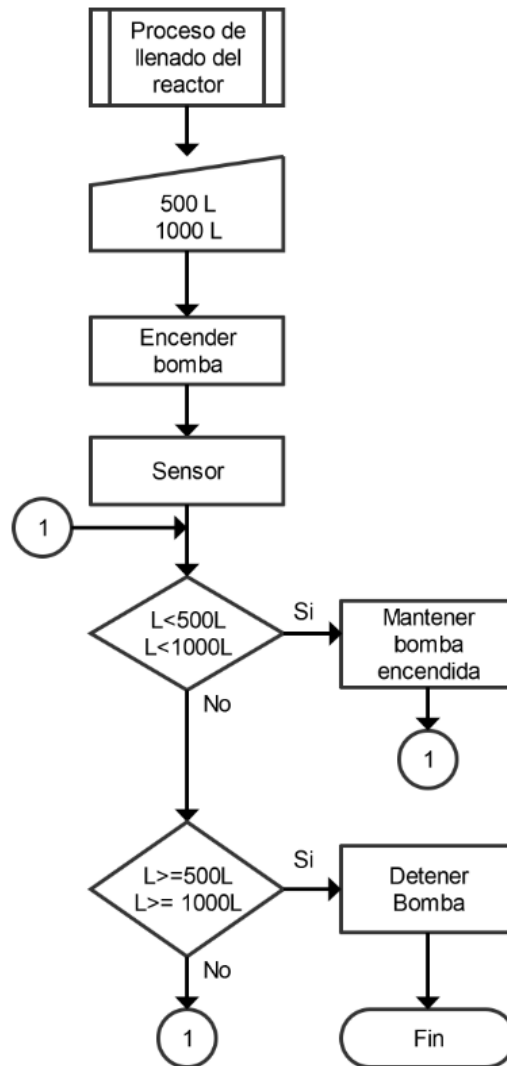 Proceso de
llenado del
reactor
500 L
1000 L
Encender
bomba
Sensor
1
L<500L
L<1000L
Si
Mantener
bomba
encendida
No
1
L>=500L
L>= 1000L
Si
Detener
Bomba
No
1
Fin